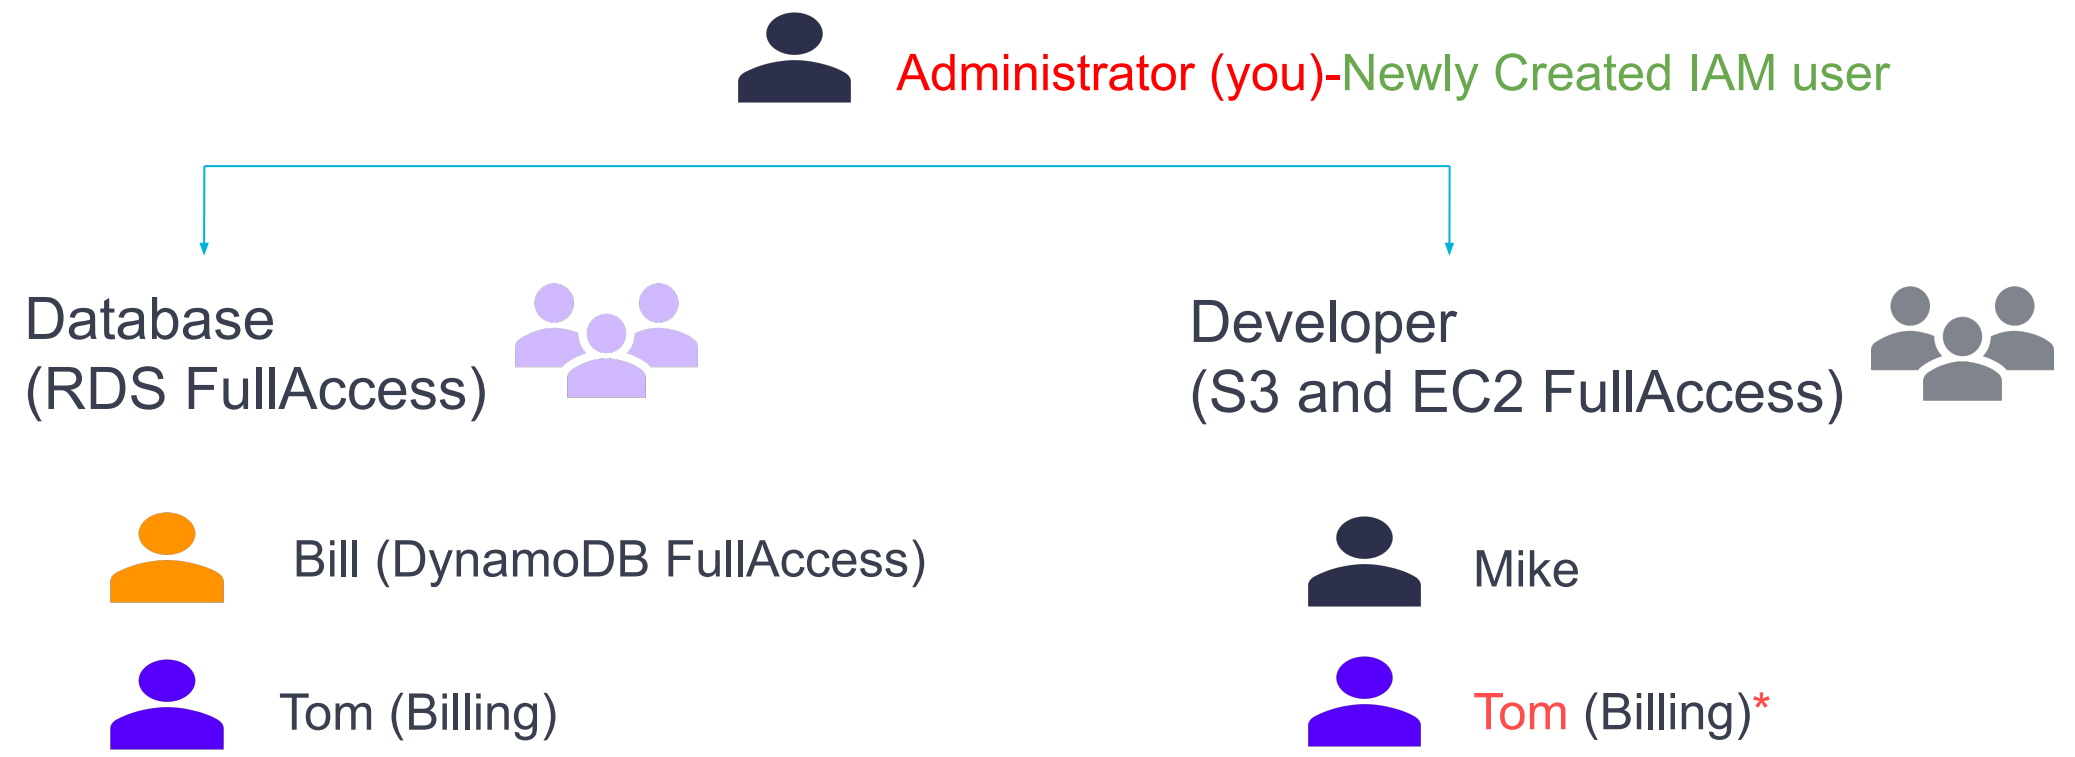 Administrator (you)-Newly Created IAM user
Database
(RDS FullAccess)
Developer
(S3 and EC2 FullAccess)
Bill (DynamoDB FullAccess)
Mike
Tom (Billing)
Tom (Billing)*